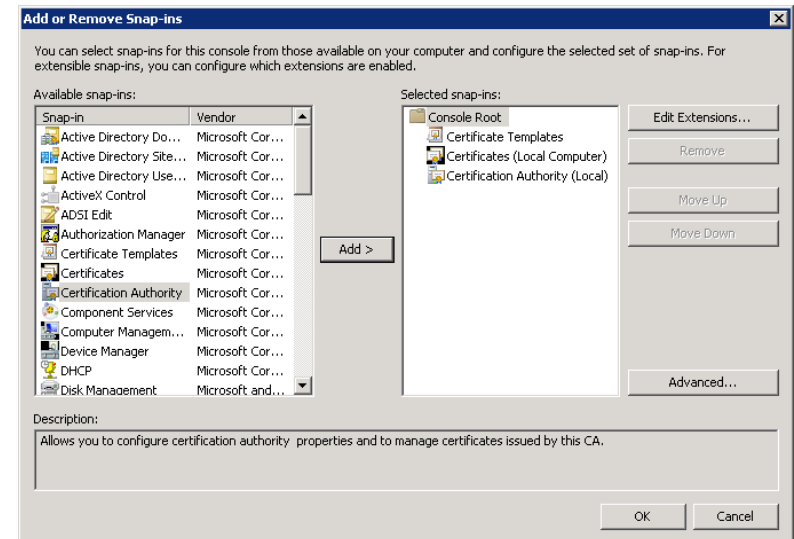 Add or Remove Snap-ins
You can select snap-ins for this console from those available on your computer and configure the selected set of snap-ins. For
extensible snap-ins, you can configure which extensions are enabled.
Available snap-ins:
Selected snap-ins:
Snap-in Vendor
Active Directory Do... Microsoft Cor...
Active Directory Site... Microsoft Cor...
Active Directory Use... Microsoft Cor...
ActiveX Control Microsoft Cor...
ADSI Edit Microsoft Cor...
Authorization Manager Microsoft Cor...
Certificate Templates Microsoft Cor...
Certificates Microsoft Cor...
Certification Authority Microsoft Cor...
Component Services Microsoft Cor...
Computer Managem... Microsoft Cor...
Device Manager Microsoft Cor...
DHCP Microsoft Cor...
Disk Management Microsoft and...
Add >
Console Root
Certificate Templates
Certificates (Local Computer)
Certification Authority (Local)
Edit Extensions...
Remove
Move Up
Move Down
Advanced...
Description:
Allows you to configure certification authority properties and to manage certificates issued by this CA.
OK
Cancel